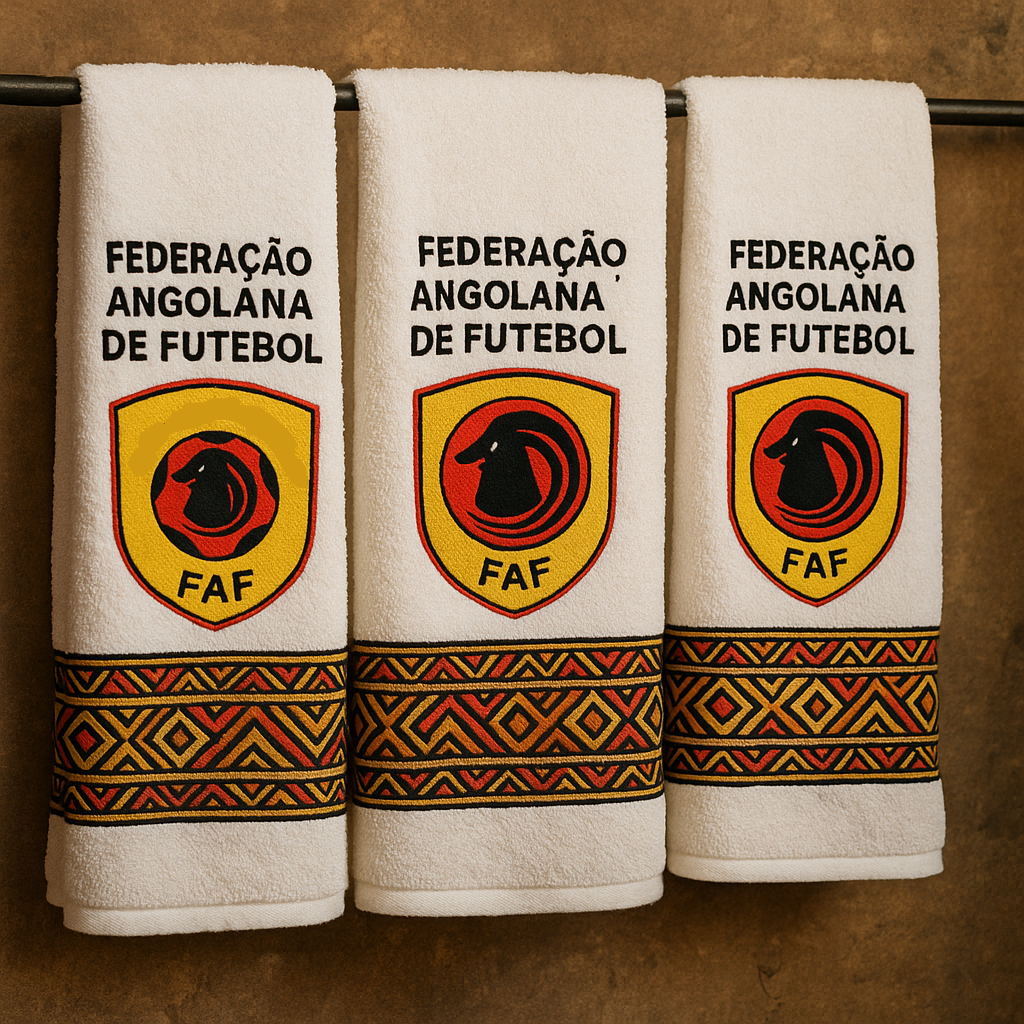 FEDERAÇÃO
ANGOLANA
DE FUTEBOL
FAF
FEDERAÇÃO
ANGOLANA
DE FUTEBOL
FAF
FEDERAÇÃO
ANGOLANA
DE FUTEBOL
FAF